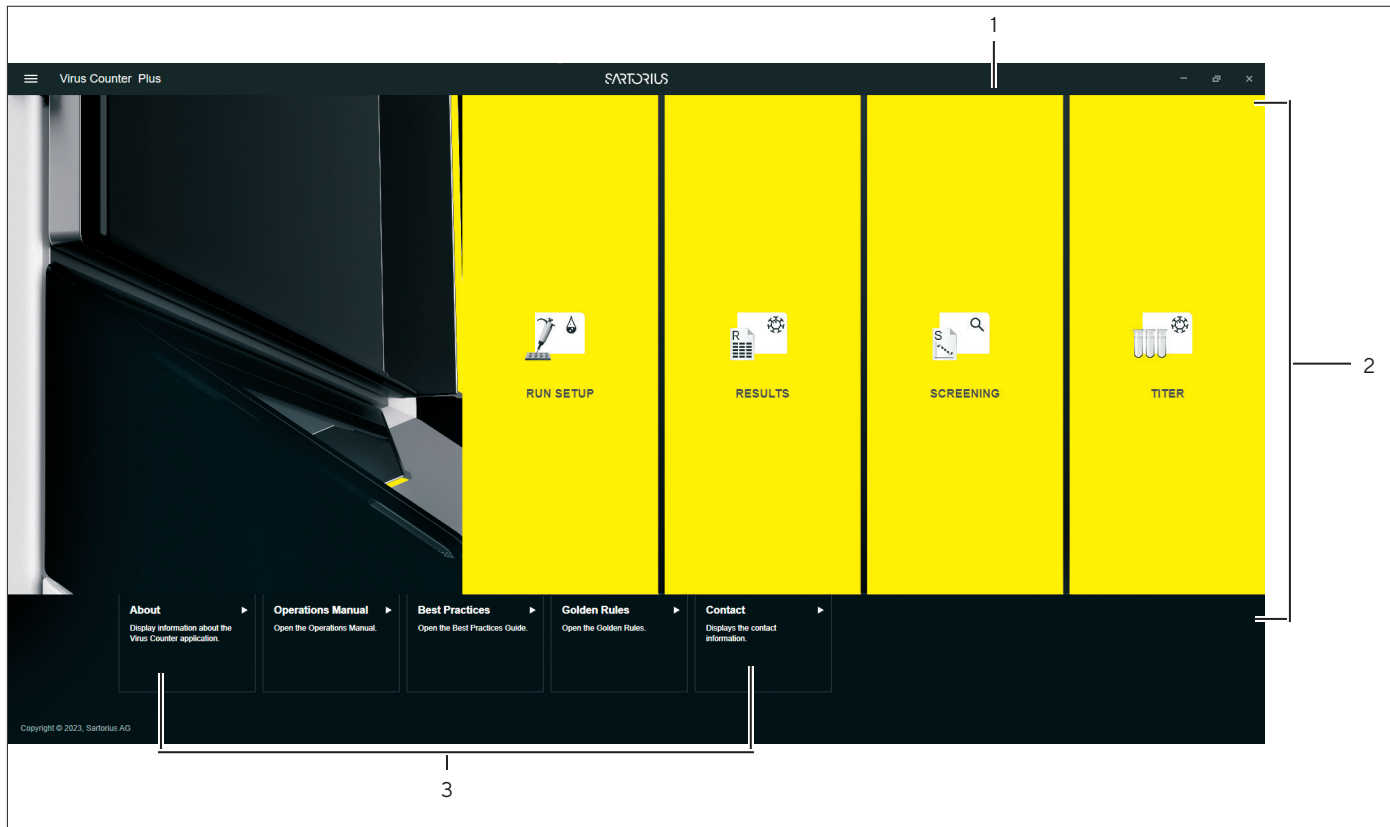 1
Virus Counter Plus
SARTORIUS
2
R
S
RUN SETUP
RESULTS
SCREENING
TITER
About
Display information about the
Virus Counter application.
Operations Manual
Open the Operations Manual.
Best Practices
Open the Best Practices Guide.
Golden Rules
Open the Golden Rules.
Contact
Displays the contact
information.
Copyright © 2023, Sartorius AG
3